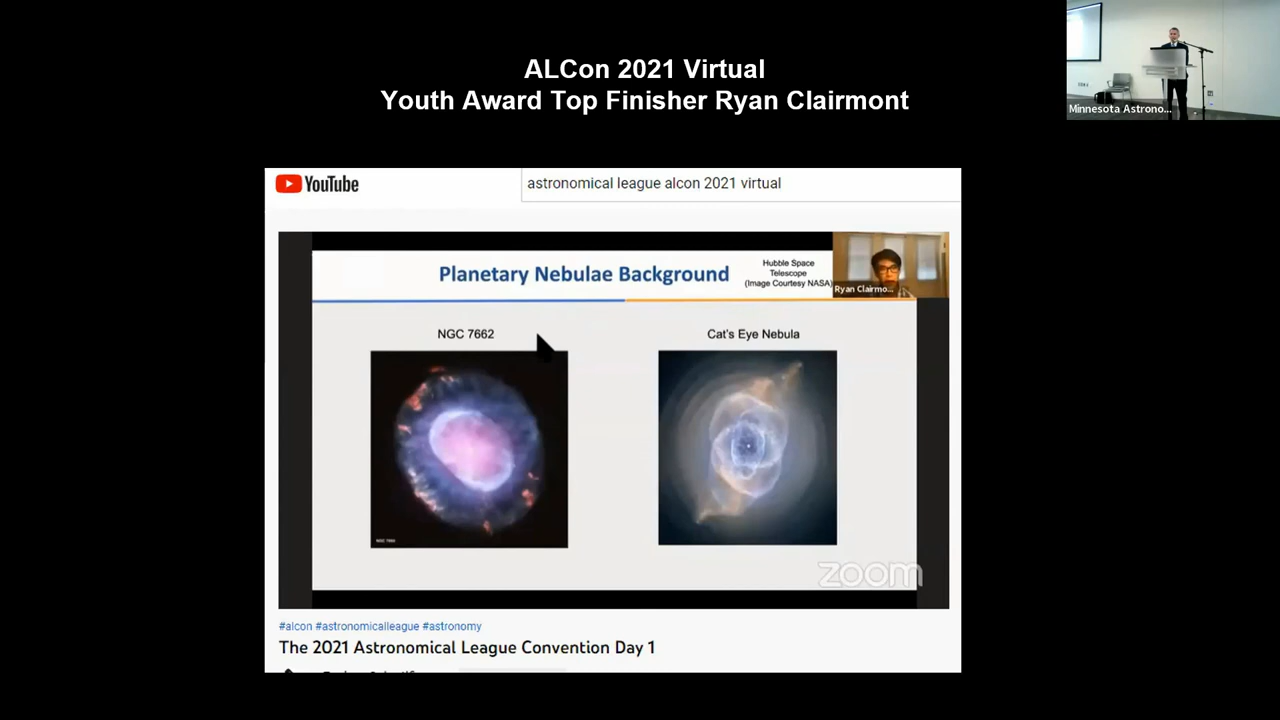 ALCon 2021 Virtual
Youth Award Top Finisher Ryan Clairmont
Minnesota Astrono...
YouTube
astronomical league alcon 2021 virtual
Planetary Nebulae Background
Hubble Space
Telescope
(Image Courtesy NASA)
Ryan Clairmo...
NGC 7662
Cat's Eye Nebula
NGC 7662
zoom
#alcon #astronomicalleague #astronomy
The 2021 Astronomical League Convention Day 1